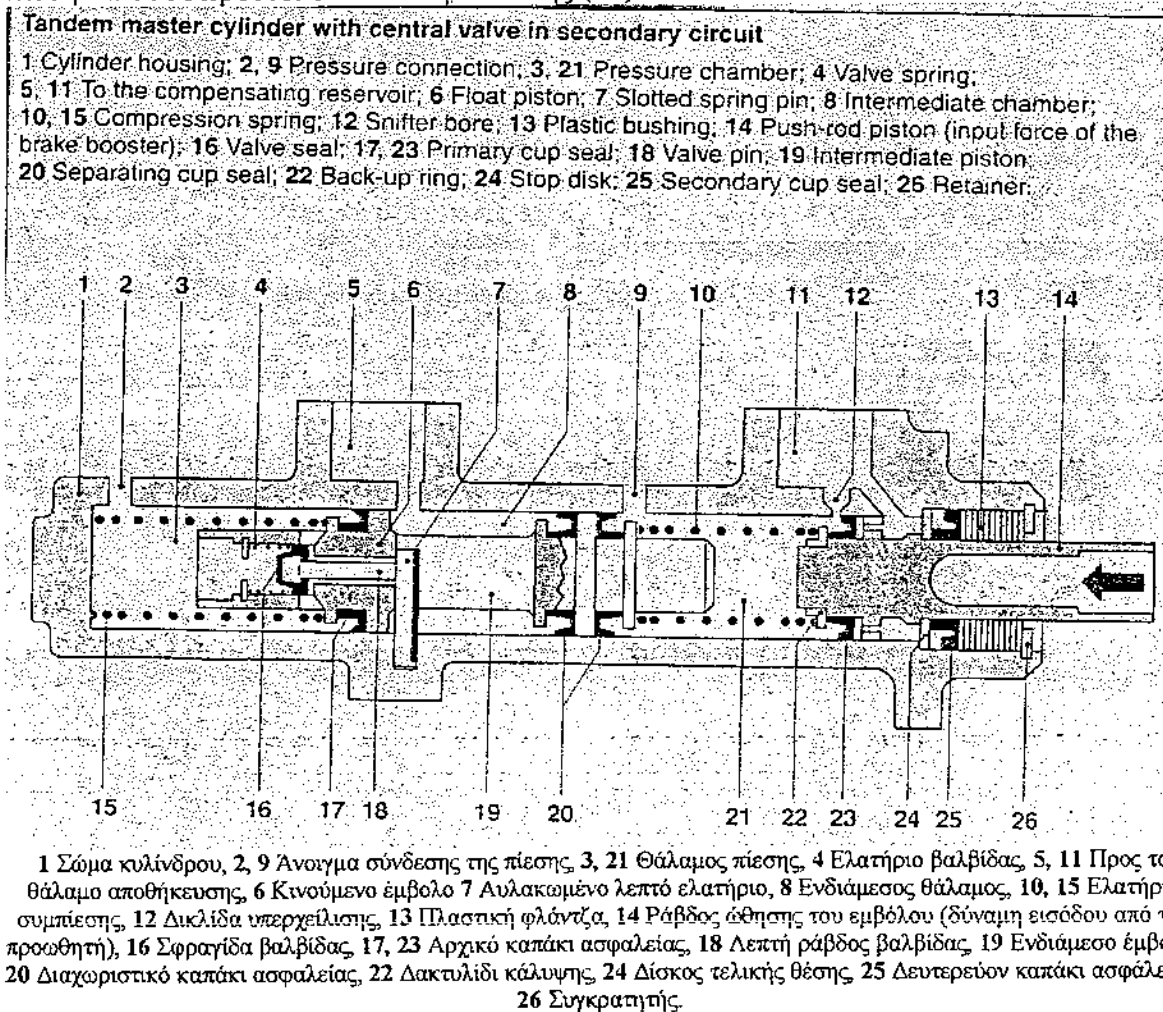 Tandem master cylinder with central valve in secondary circuit
1 Cylinder housing; 2, 9 Pressure connection; 3, 21 Pressure chamber; 4 Valve spring;
5, 11 To the compensating reservoir; 6 Float piston; 7 Slotted spring pin; 8 Intermediate chamber;
10, 15 Compression spring; 12 Snifter bore; 13 Plastic bushing; 14 Push-rod piston (input force of the
brake booster); 16 Valve seal; 17, 23 Primary cup seal; 18 Valve pin; 19 Intermediate piston
20 Separating cup seal; 22 Back-up ring; 24 Stop disk; 25 Secondary cup seal; 26 Retainer.
1 2 3 4 5 6 7 8 9 10 11 12 13 14
15 16 17 18 19 20 21 22 23 24 25 26
1 Σώμα κυλίνδρου, 2, 9 Άνοιγμα σύνδεσης της πίεσης, 3, 21 Θάλαμος πίεσης, 4 Ελατήριο βαλβίδας, 5, 11 Προς το
θάλαμο αποθήκευσης, 6 Κινούμενο έμβολο 7 Αυλακωμένο λεπτό ελατήριο, 8 Ενδιάμεσος θάλαμος, 10, 15 Ελατήρι
συμπίεσης, 12 Δικλίδα υπερχείλισης, 13 Πλαστική φλάντζα, 14 Ράβδος ώθησης του εμβόλου (δύναμη εισόδου από
προωθητή), 16 Σφραγίδα βαλβίδας, 17, 23 Αρχικό καπάκι ασφαλείας, 18 Λεπτή ράβδος βαλβίδας, 19 Ενδιάμεσο έμβ
20 Διαχωριστικό καπάκι ασφαλείας, 22 Δακτυλίδι κάλυψης, 24 Δίσκος τελικής θέσης, 25 Δευτερεύον καπάκι ασφάλε
26 Συγκρατητής.